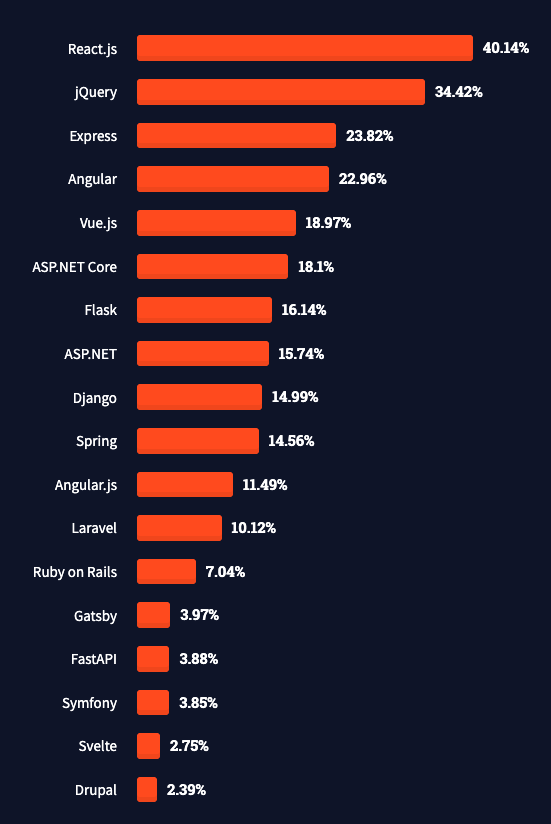 React.js 40.14%
jQuery 34.42%
Express 23.82%
Angular 22.96%
Vue.js 18.97%
ASP.NET Core 18.1%
Flask 16.14%
ASP.NET 15.74%
Django 14.99%
Spring 14.56%
Angular.js 11.49%
Laravel 10.12%
Ruby on Rails 7.04%
Gatsby 3.97%
FastAPI 3.88%
Symfony 3.85%
Svelte 2.75%
Drupal 2.39%